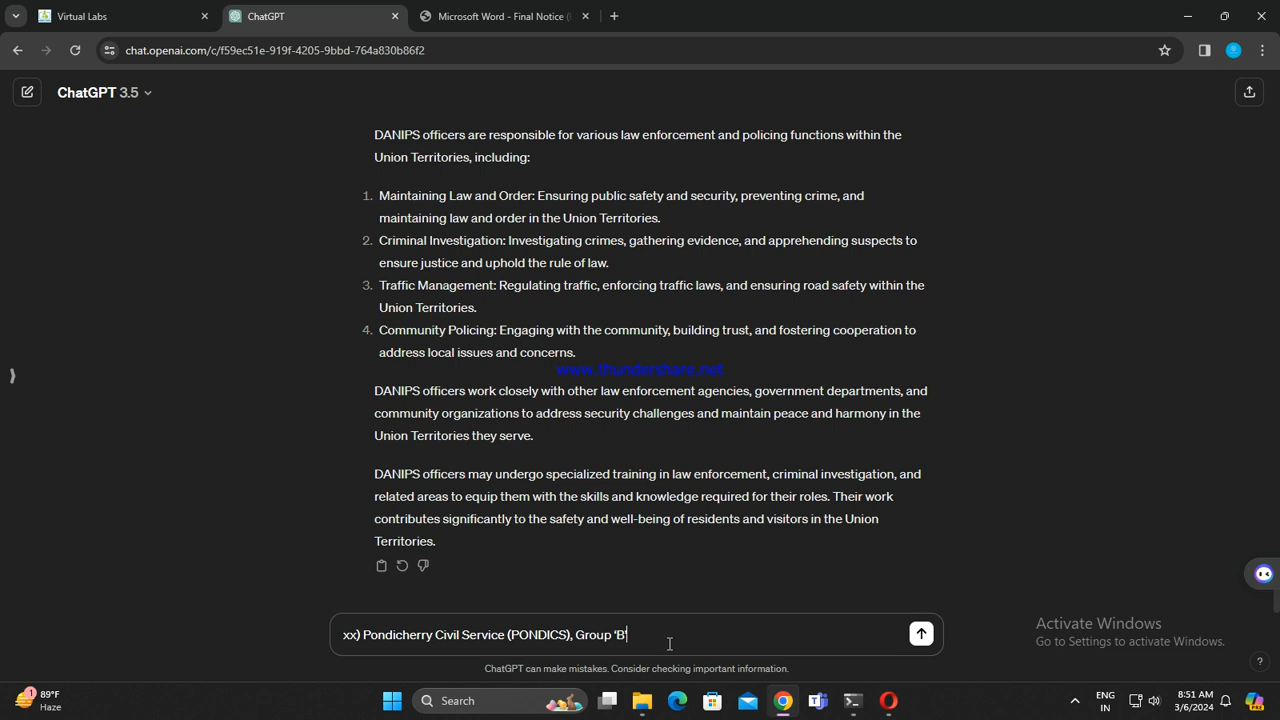 Virtual Labs
ChatGPT
Microsoft Word - Final Notice (
chat.openai.com/c/f59ec51e-919f-4205-9bbd-764a830b86f2
ChatGPT 3.5
DANIPS officers are responsible for various law enforcement and policing functions within the
Union Territories, including:
1. Maintaining Law and Order: Ensuring public safety and security, preventing crime, and
maintaining law and order in the Union Territories.
2. Criminal Investigation: Investigating crimes, gathering evidence, and apprehending suspects to
ensure justice and uphold the rule of law.
3. Traffic Management: Regulating traffic, enforcing traffic laws, and ensuring road safety within the
Union Territories.
4. Community Policing: Engaging with the community, building trust, and fostering cooperation to
address local issues and concerns.
www.thundershare.net
DANIPS officers work closely with other law enforcement agencies, government departments, and
community organizations to address security challenges and maintain peace and harmony in the
Union Territories they serve.
DANIPS officers may undergo specialized training in law enforcement, criminal investigation, and
related areas to equip them with the skills and knowledge required for their roles. Their work
contributes significantly to the safety and well-being of residents and visitors in the Union
Territories.
xx) Pondicherry Civil Service (PONDICS), Group 'B'
ChatGPT can make mistakes. Consider checking important information.
Activate Windows
Go to Settings to activate Windows.
?
1
89°F
Haze
Search
ENG
IN
8:51 AM
3/6/2024
PRE